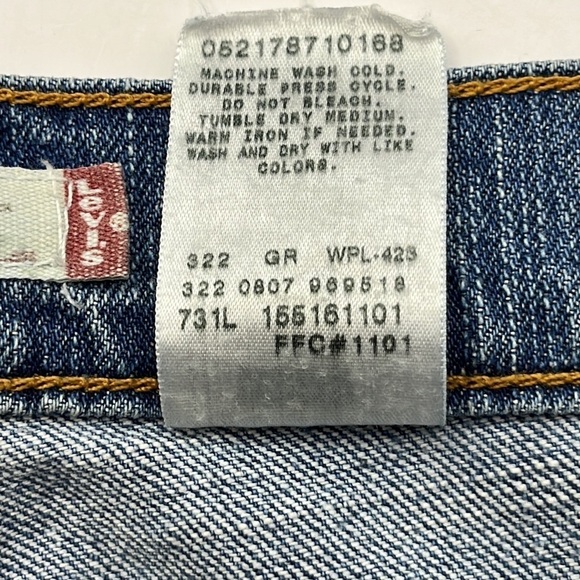 052178710168
MACHINE WASH COLD.
DURABLE PRESS CYCLE.
DO NOT BLEACH.
TUMBLE DRY MEDIUM.
WARM IRON IF NEEDED.
WASH AND DRY WITH LIKE
COLORS.
322 GR WPL-423
322 0807 969518
731L 155161101
FFC#1101
Levi's
®